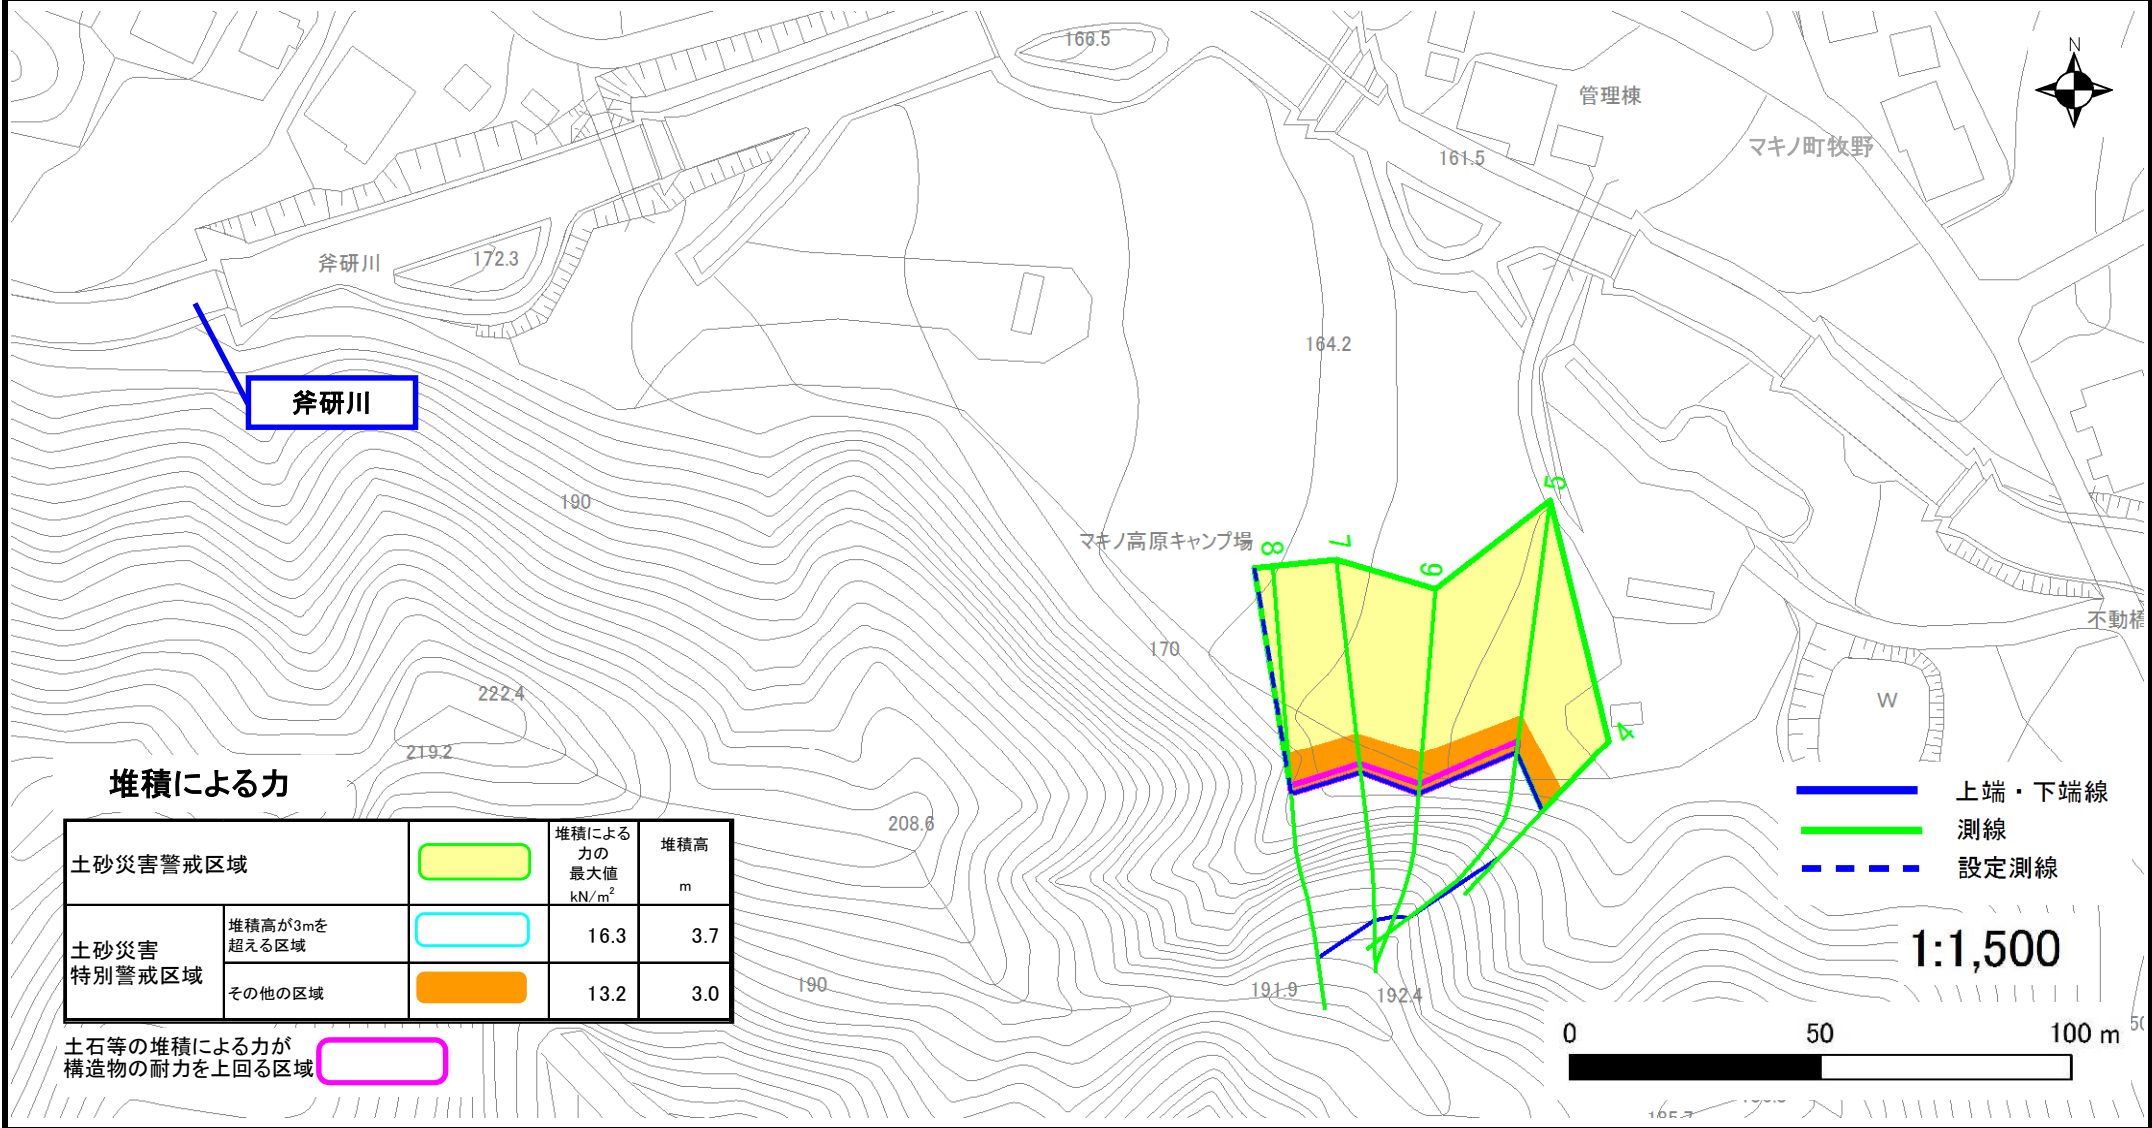 166.5
N
管理棟
マキノ町牧野
161.5
斧研川
172.3
164.2
斧研川
190
マキノ高原キャンプ場
8
7
6
5
4
170
不動橋
W
222.4
219.2
208.6
堆積による力
土砂災害警戒区域
堆積による
力の
最大値
kN/m²
堆積高
m
土砂災害
特別警戒区域
堆積高が3mを
超える区域
16.3
3.7
その他の区域
13.2
3.0
土石等の堆積による力が
構造物の耐力を上回る区域
190
191.9
192.4
上端・下端線
測線
設定測線
1:1,500
0
50
100 m